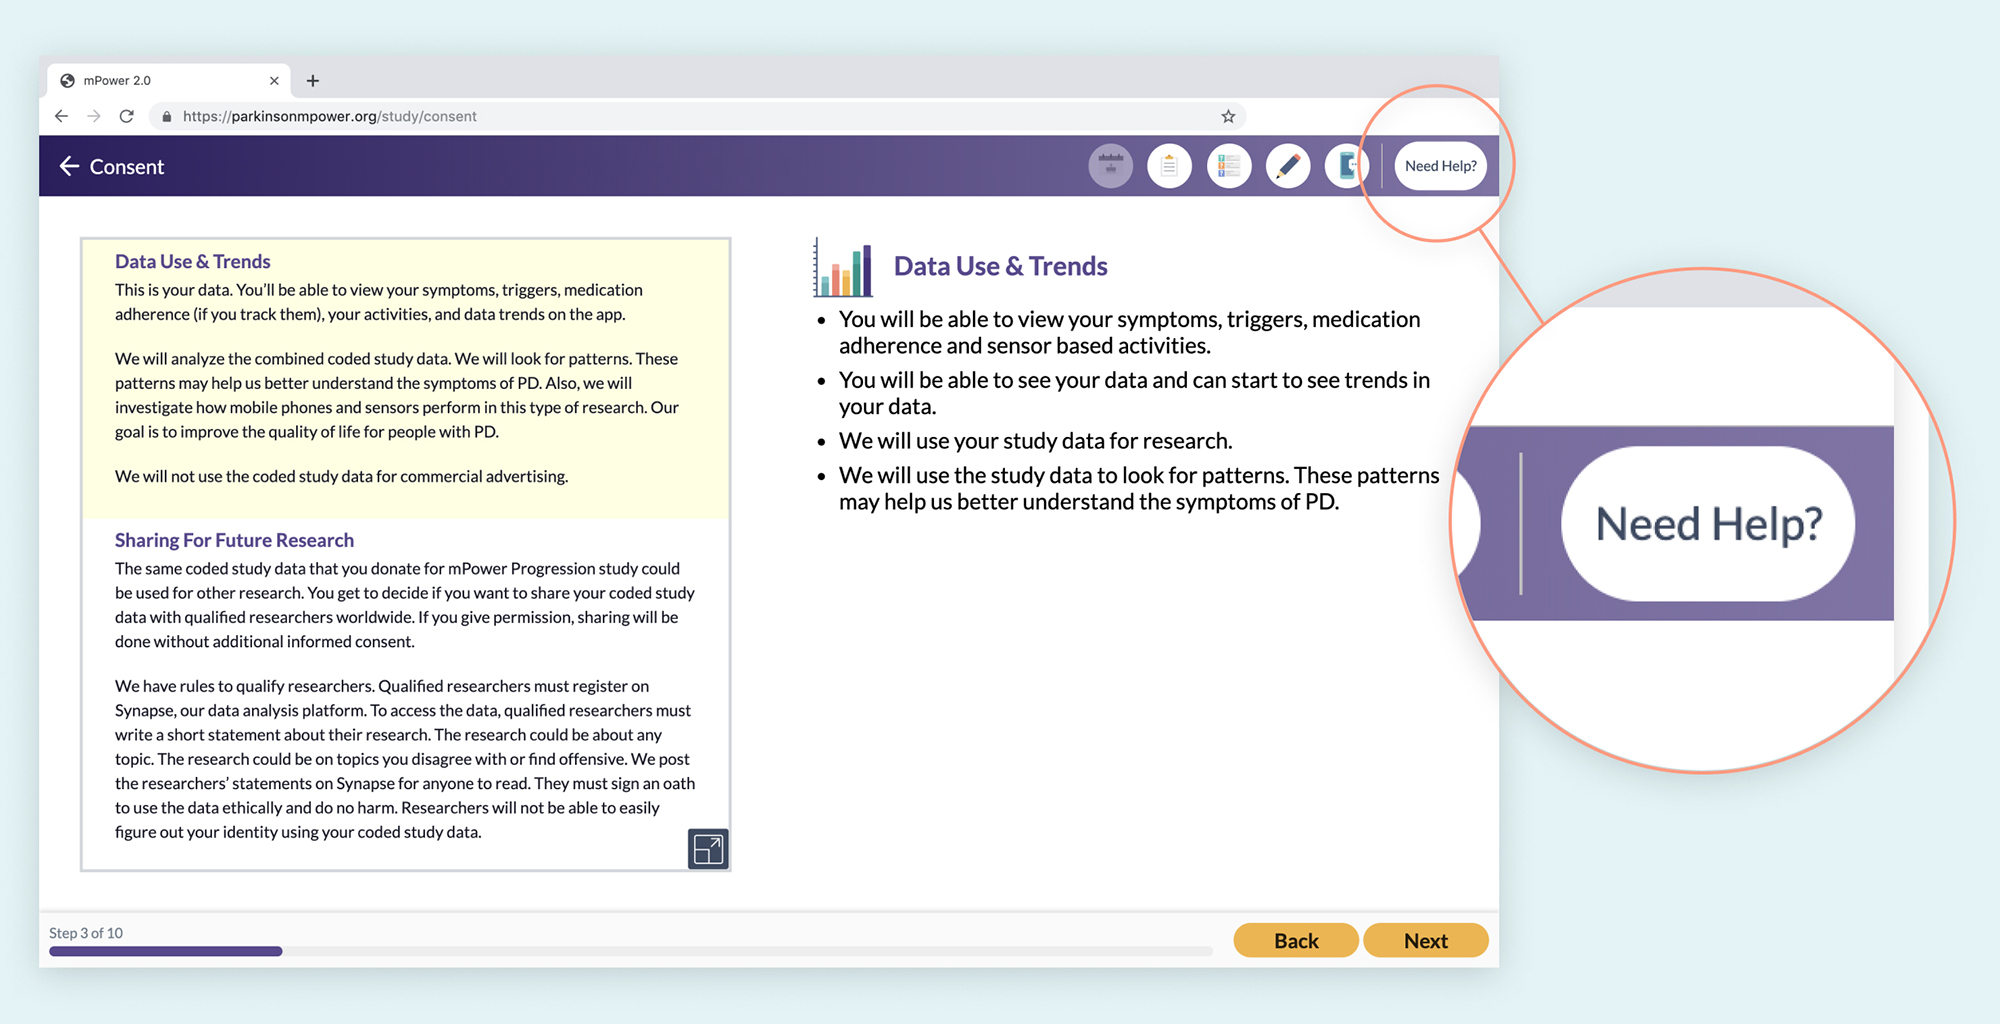 mPower 2.0
https://parkinsonmpower.org/study/consent
Consent
Need Help?
Data Use & Trends
This is your data. You’ll be able to view your symptoms, triggers, medication
adherence (if you track them), your activities, and data trends on the app.
We will analyze the combined coded study data. We will look for patterns. These
patterns may help us better understand the symptoms of PD. Also, we will
investigate how mobile phones and sensors perform in this type of research. Our
goal is to improve the quality of life for people with PD.
We will not use the coded study data for commercial advertising.
Sharing For Future Research
The same coded study data that you donate for mPower Progression study could
be used for other research. You get to decide if you want to share your coded study
data with qualified researchers worldwide. If you give permission, sharing will be
done without additional informed consent.
We have rules to qualify researchers. Qualified researchers must register on
Synapse, our data analysis platform. To access the data, qualified researchers must
write a short statement about their research. The research could be about any
topic. The research could be on topics you disagree with or find offensive. We post
the researchers’ statements on Synapse for anyone to read. They must sign an oath
to use the data ethically and do no harm. Researchers will not be able to easily
figure out your identity using your coded study data.
Data Use & Trends
• You will be able to view your symptoms, triggers, medication
adherence and sensor based activities.
• You will be able to see your data and can start to see trends in
your data.
• We will use your study data for research.
• We will use the study data to look for patterns. These patterns
may help us better understand the symptoms of PD.
Need Help?
Step 3 of 10
Back
Next